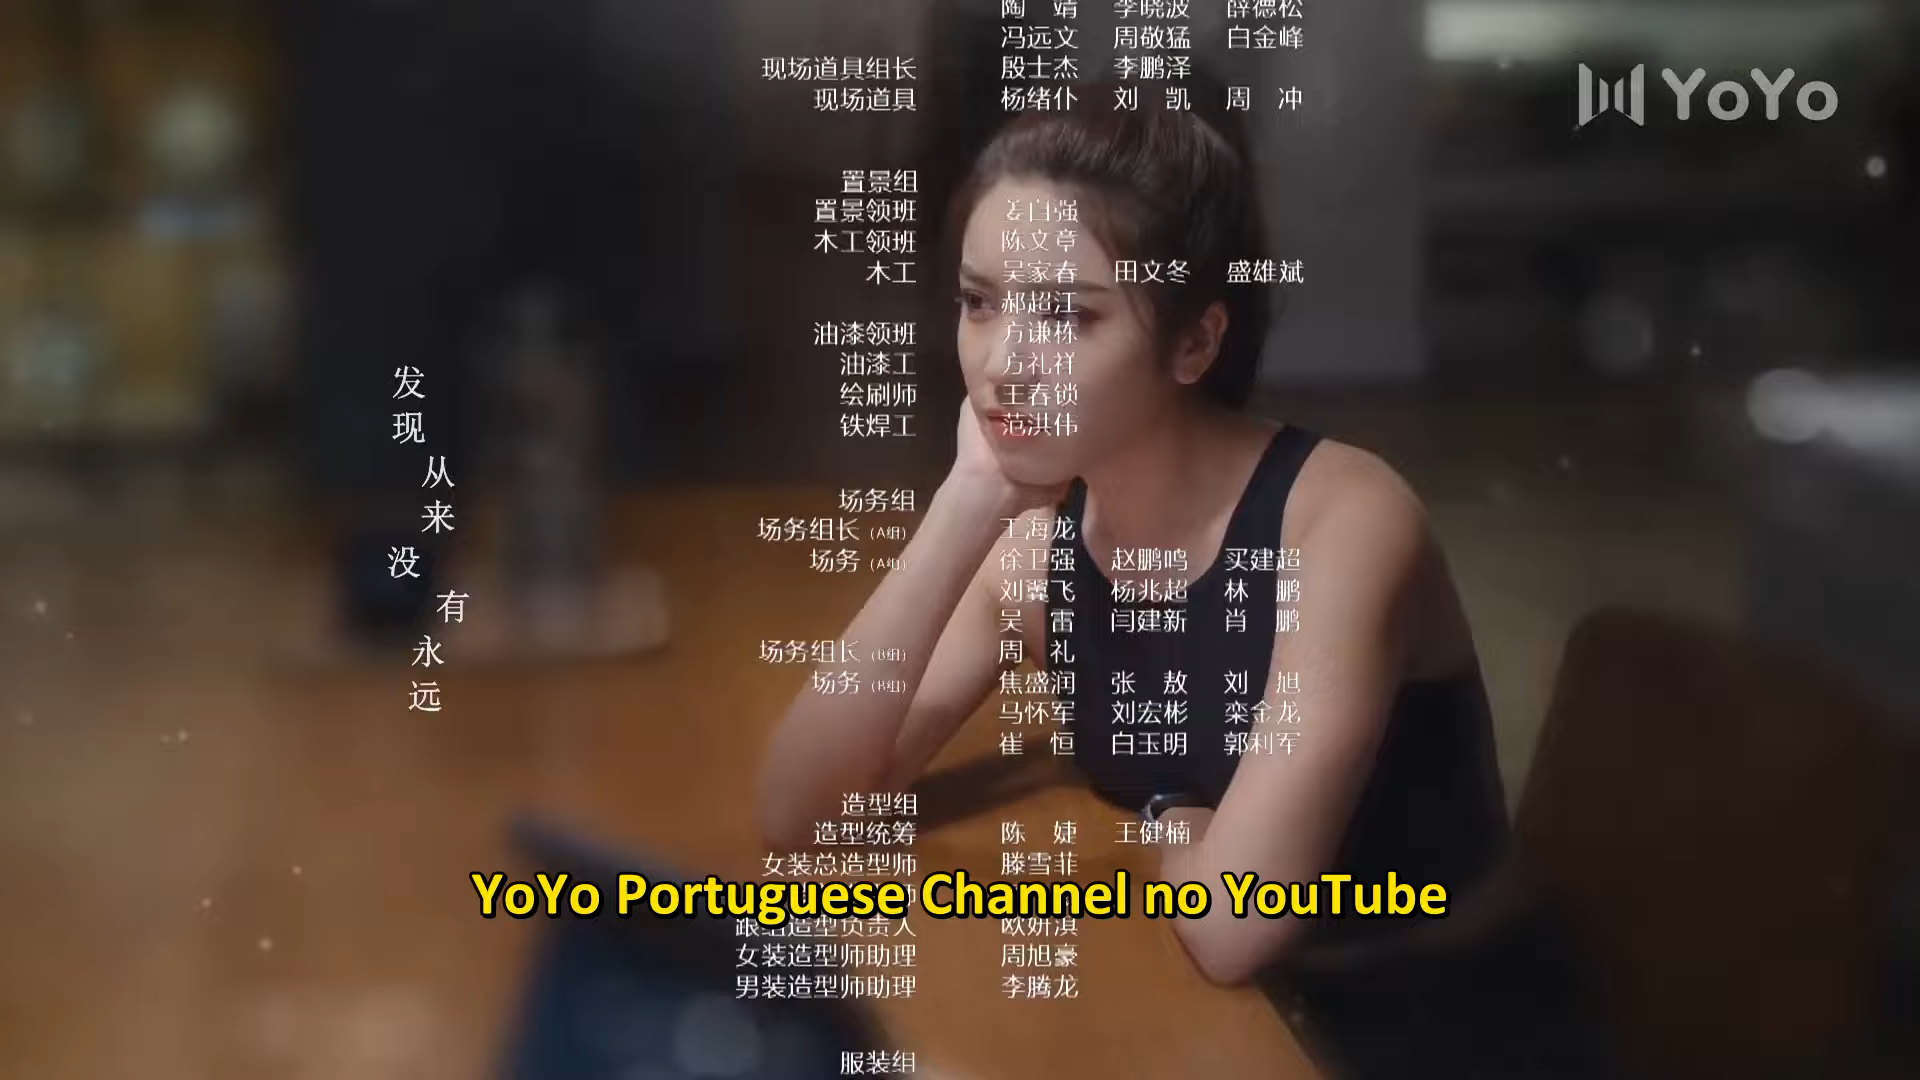 陶　靖　李晓波　薛德松
冯远文　周敬猛　白金峰
现场道具组长　殷士杰　李鹏泽
现场道具　杨绪仆　刘　凯　周　冲
YoYo
置景组
置景领班　姜自强
木工领班　陈文章
木工　吴家春　田文冬　盛雄斌
郝超江
油漆领班　方谦栋
油漆工　方礼祥
绘刷师　王春锁
铁焊工　范洪伟
场务组
场务组长（A组）　王海龙
场务（A组）　徐卫强　赵鹏鸣　买建超
刘翼飞　杨兆超　林　鹏
吴　雷　闫建新　肖　鹏
场务组长（B组）　周　礼
场务（B组）　焦盛润　张　敖　刘　旭
马怀军　刘宏彬　栾金龙
崔　恒　白玉明　郭利军
造型组
造型统筹　陈　婕　王健楠
女装总造型师　滕雪菲
跟组造型负责人　欧妍淇
女装造型师助理　周旭豪
男装造型师助理　李腾龙
服装组
发现从来没有永远
YoYo Portuguese Channel no YouTube